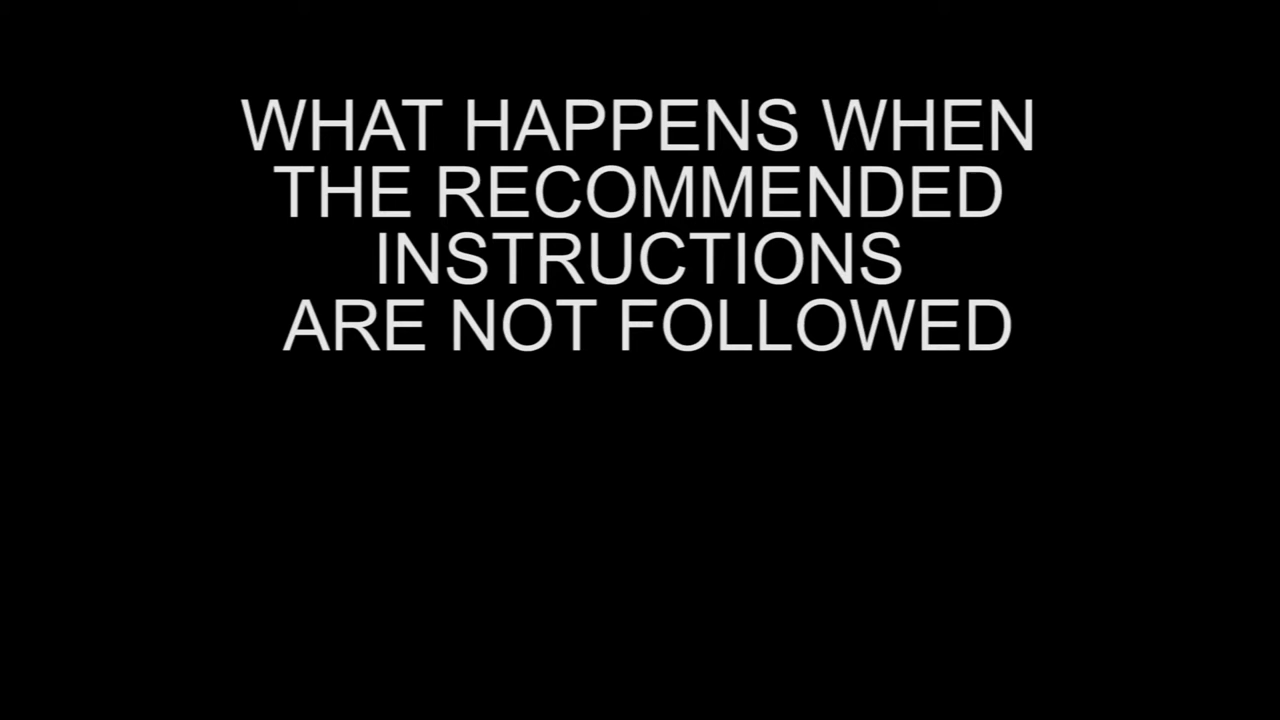 WHAT HAPPENS WHEN
THE RECOMMENDED
INSTRUCTIONS
ARE NOT FOLLOWED